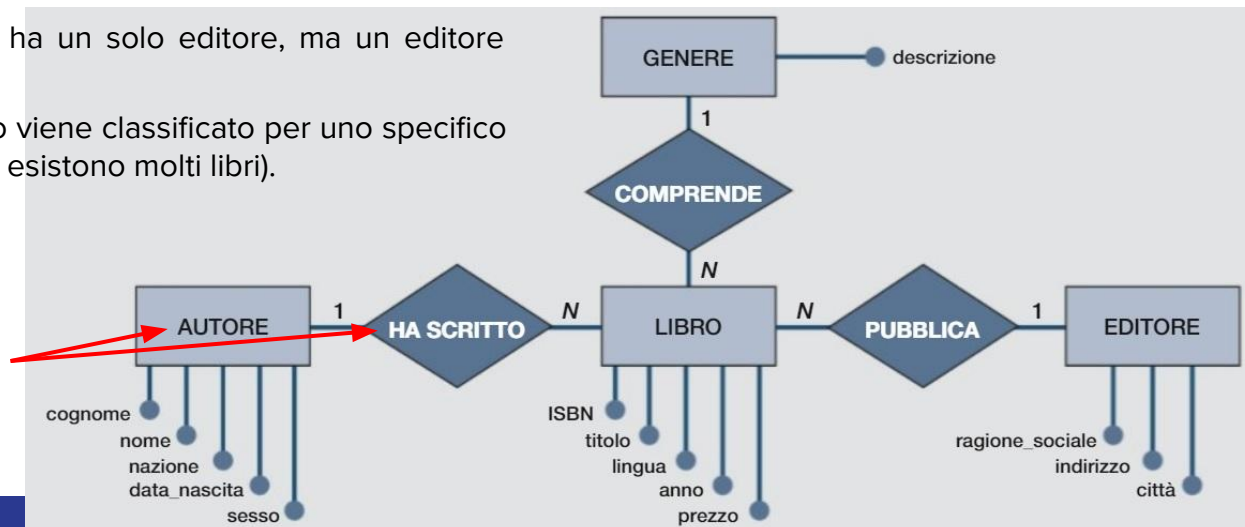 ha un solo editore, ma un editore
o viene classificato per uno specifico
esistono molti libri).
GENERE
descrizione
1
COMPRENDE
N
AUTORE
1
HA SCRITTO
N
LIBRO
N
PUBBLICA
1
EDITORE
cognome
nome
nazione
data_nascita
sesso
ISBN
titolo
lingua
anno
prezzo
ragione_sociale
indirizzo
città